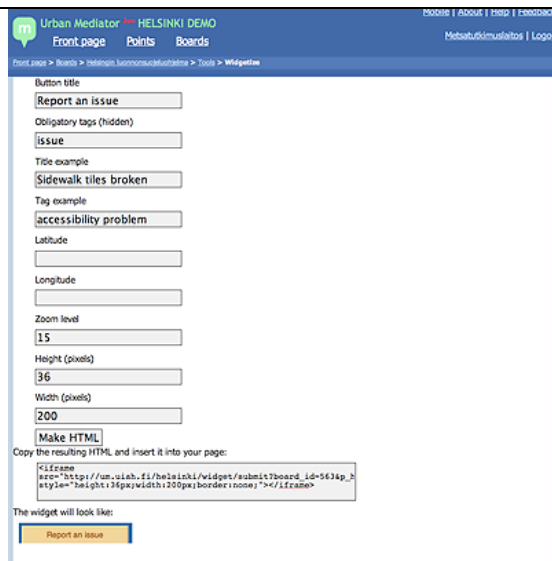 Mobile | About | Help | Feedbac
Urban Mediator HELSINKI DEMO
Front page Points Boards
Metsatutkimuslaitos | Logo
Front page > Boards > Helsingin luonnonsuojeluohjelma > Tools > Widgetize
Button title
Report an issue
Obligatory tags (hidden)
issue
Title example
Sidewalk tiles broken
Tag example
accessibility problem
Latitude
Longitude
Zoom level
15
Height (pixels)
36
Width (pixels)
200
Make HTML
Copy the resulting HTML and insert it into your page:
<iframe
src="http://um.uiah.fi/helsinki/widget/submit?board_id=563&p_h
style="height:36px;width:200px;border:none;"></iframe>
The widget will look like:
Report an issue